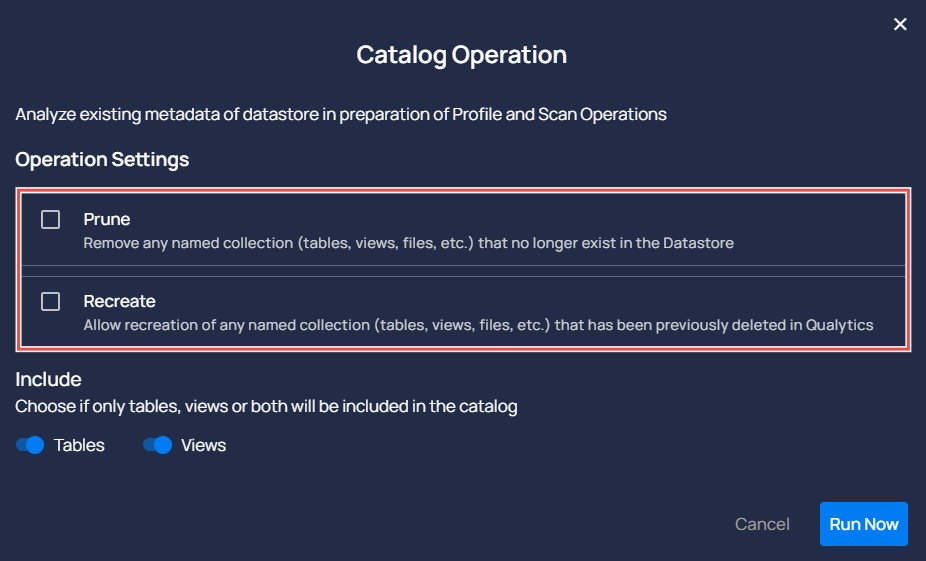 Catalog Operation
Analyze existing metadata of datastore in preparation of Profile and Scan Operations
Operation Settings
Prune
Remove any named collection (tables, views, files, etc.) that no longer exist in the Datastore
Recreate
Allow recreation of any named collection (tables, views, files, etc.) that has been previously deleted in Qualytics
Include
Choose if only tables, views or both will be included in the catalog
Tables Views
Cancel Run Now